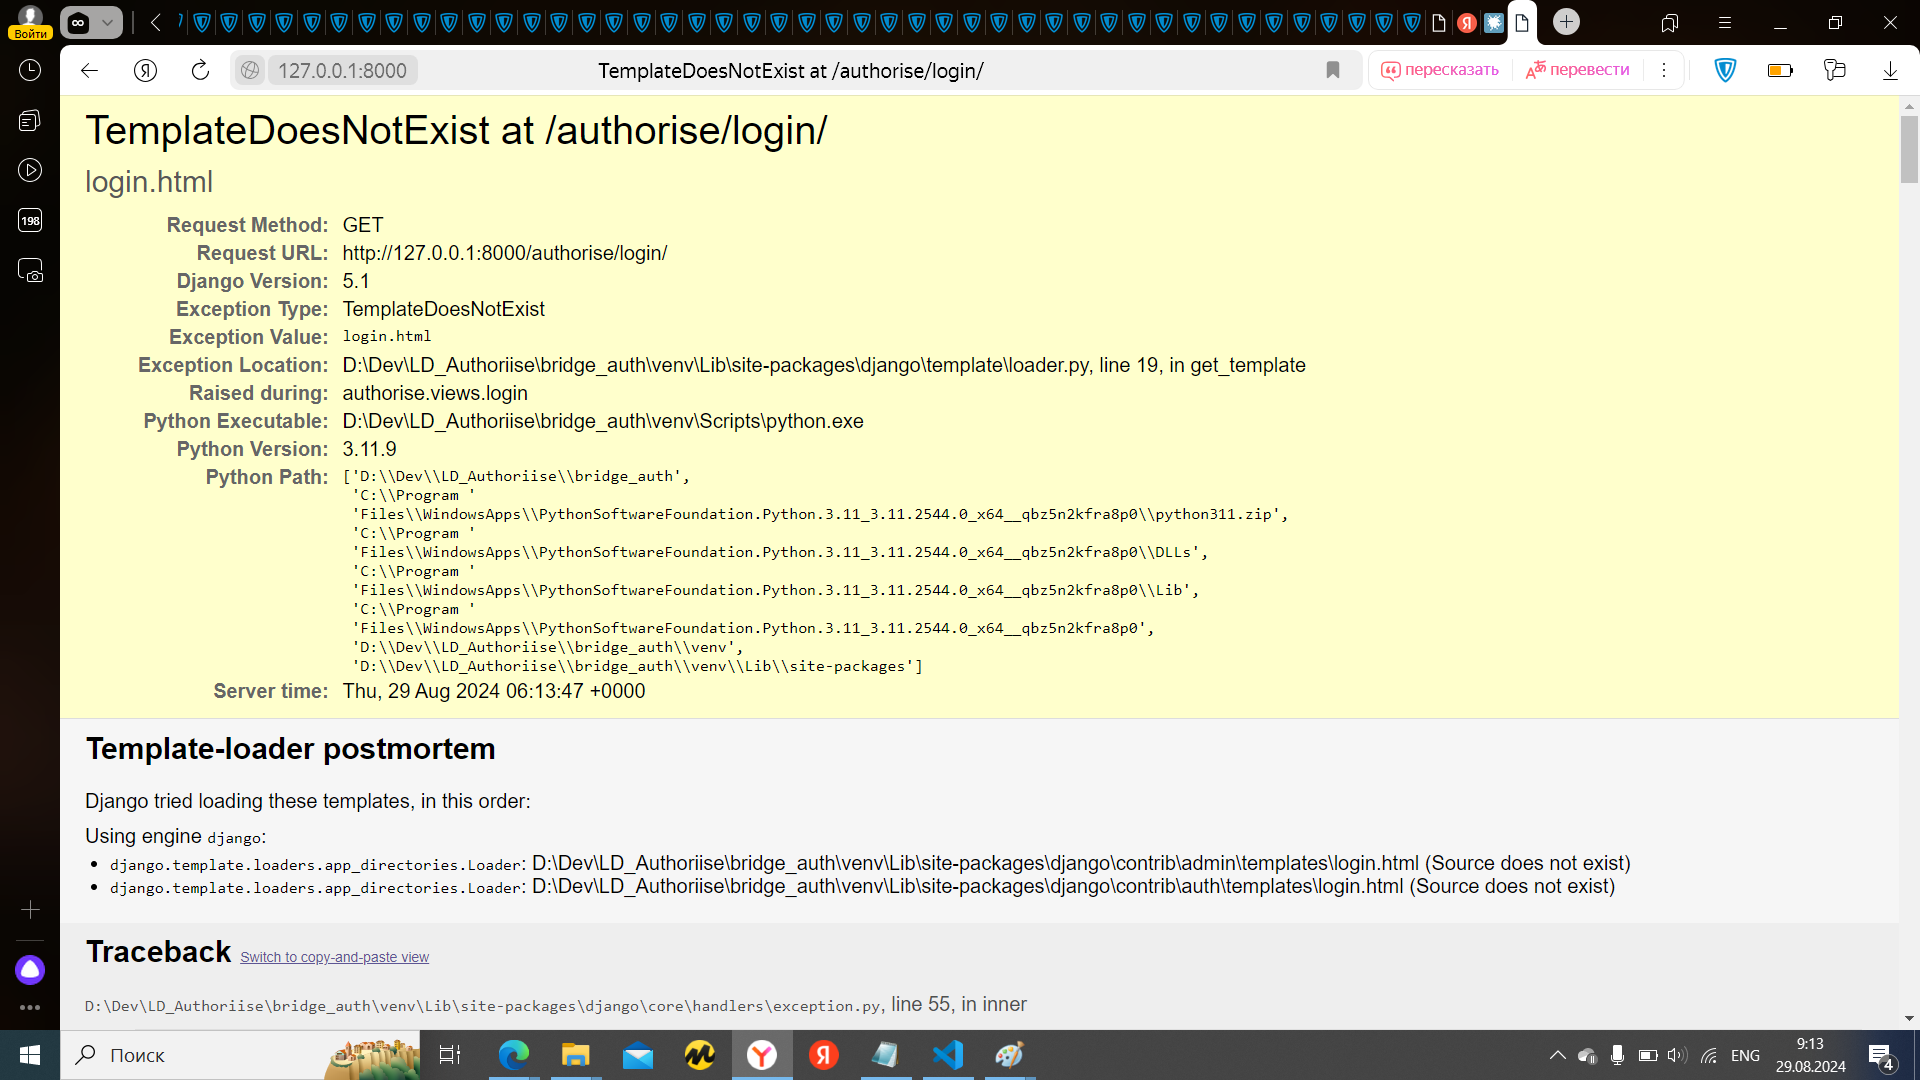 Войти
198
127.0.0.1:8000
TemplateDoesNotExist at /authorise/login/
пересказать
перевести
TemplateDoesNotExist at /authorise/login/
login.html
Request Method: GET
Request URL: http://127.0.0.1:8000/authorise/login/
Django Version: 5.1
Exception Type: TemplateDoesNotExist
Exception Value: login.html
Exception Location: D:\Dev\LD_Authoriise\bridge_auth\venv\Lib\site-packages\django\template\loader.py, line 19, in get_template
Raised during: authorise.views.login
Python Executable: D:\Dev\LD_Authoriise\bridge_auth\venv\Scripts\python.exe
Python Version: 3.11.9
Python Path: ['D:\\Dev\\LD_Authoriise\\bridge_auth',
'C:\\Program '
'Files\\WindowsApps\\PythonSoftwareFoundation.Python.3.11_3.11.2544.0_x64__qbz5n2kfra8p0\\python311.zip',
'C:\\Program '
'Files\\WindowsApps\\PythonSoftwareFoundation.Python.3.11_3.11.2544.0_x64__qbz5n2kfra8p0\\DLLs',
'C:\\Program '
'Files\\WindowsApps\\PythonSoftwareFoundation.Python.3.11_3.11.2544.0_x64__qbz5n2kfra8p0\\Lib',
'C:\\Program '
'Files\\WindowsApps\\PythonSoftwareFoundation.Python.3.11_3.11.2544.0_x64__qbz5n2kfra8p0',
'D:\\Dev\\LD_Authoriise\\bridge_auth\\venv',
'D:\\Dev\\LD_Authoriise\\bridge_auth\\venv\\Lib\\site-packages']
Server time: Thu, 29 Aug 2024 06:13:47 +0000
Template-loader postmortem
Django tried loading these templates, in this order:
Using engine django:
django.template.loaders.app_directories.Loader: D:\Dev\LD_Authoriise\bridge_auth\venv\Lib\site-packages\django\contrib\admin\templates\login.html (Source does not exist)
django.template.loaders.app_directories.Loader: D:\Dev\LD_Authoriise\bridge_auth\venv\Lib\site-packages\django\contrib\auth\templates\login.html (Source does not exist)
Traceback Switch to copy-and-paste view
D:\Dev\LD_Authoriise\bridge_auth\venv\Lib\site-packages\django\core\handlers\exception.py, line 55, in inner
Поиск
ENG
9:13
29.08.2024
4